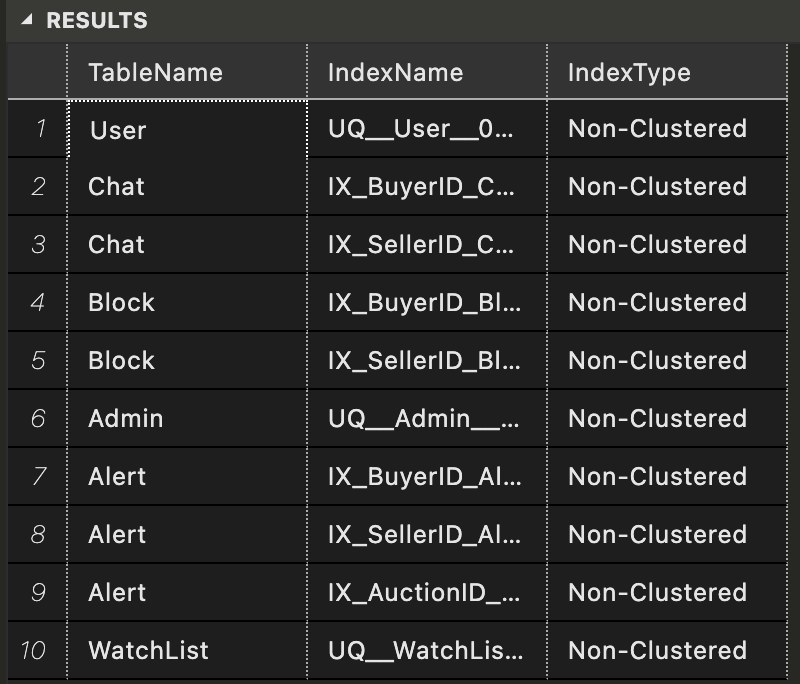 RESULTS
TableName IndexName IndexType
1 User UQ__User__0... Non-Clustered
2 Chat IX_BuyerID_C... Non-Clustered
3 Chat IX_SellerID_C... Non-Clustered
4 Block IX_BuyerID_Bl... Non-Clustered
5 Block IX_SellerID_Bl... Non-Clustered
6 Admin UQ__Admin__... Non-Clustered
7 Alert IX_BuyerID_Al... Non-Clustered
8 Alert IX_SellerID_Al... Non-Clustered
9 Alert IX_AuctionID_... Non-Clustered
10 WatchList UQ__WatchLis... Non-Clustered